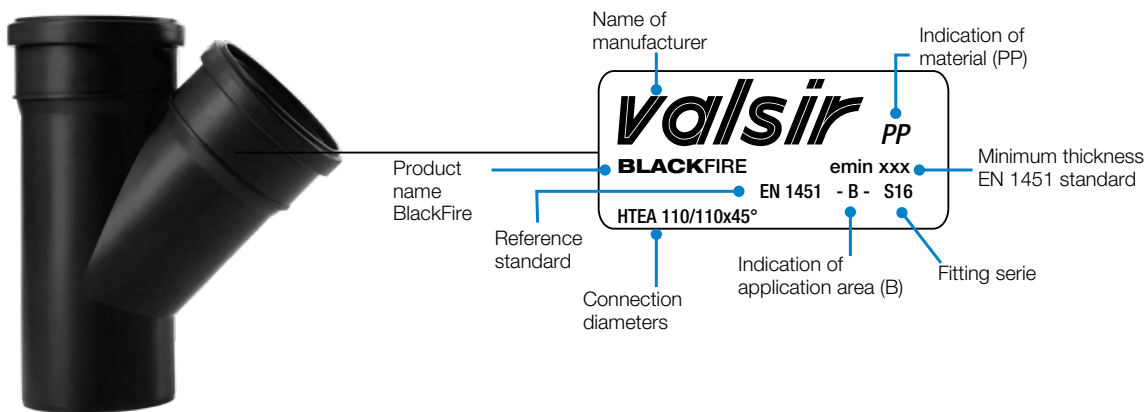 Name of
manufacturer
Indication of
material (PP)
valsir
PP
Product
name
BlackFire
BLACKFIRE
emin xxx
Minimum thickness
EN 1451 standard
EN 1451 - B - S16
HTEA 110/110x45°
Reference
standard
Connection
diameters
Indication of
application area (B)
Fitting serie